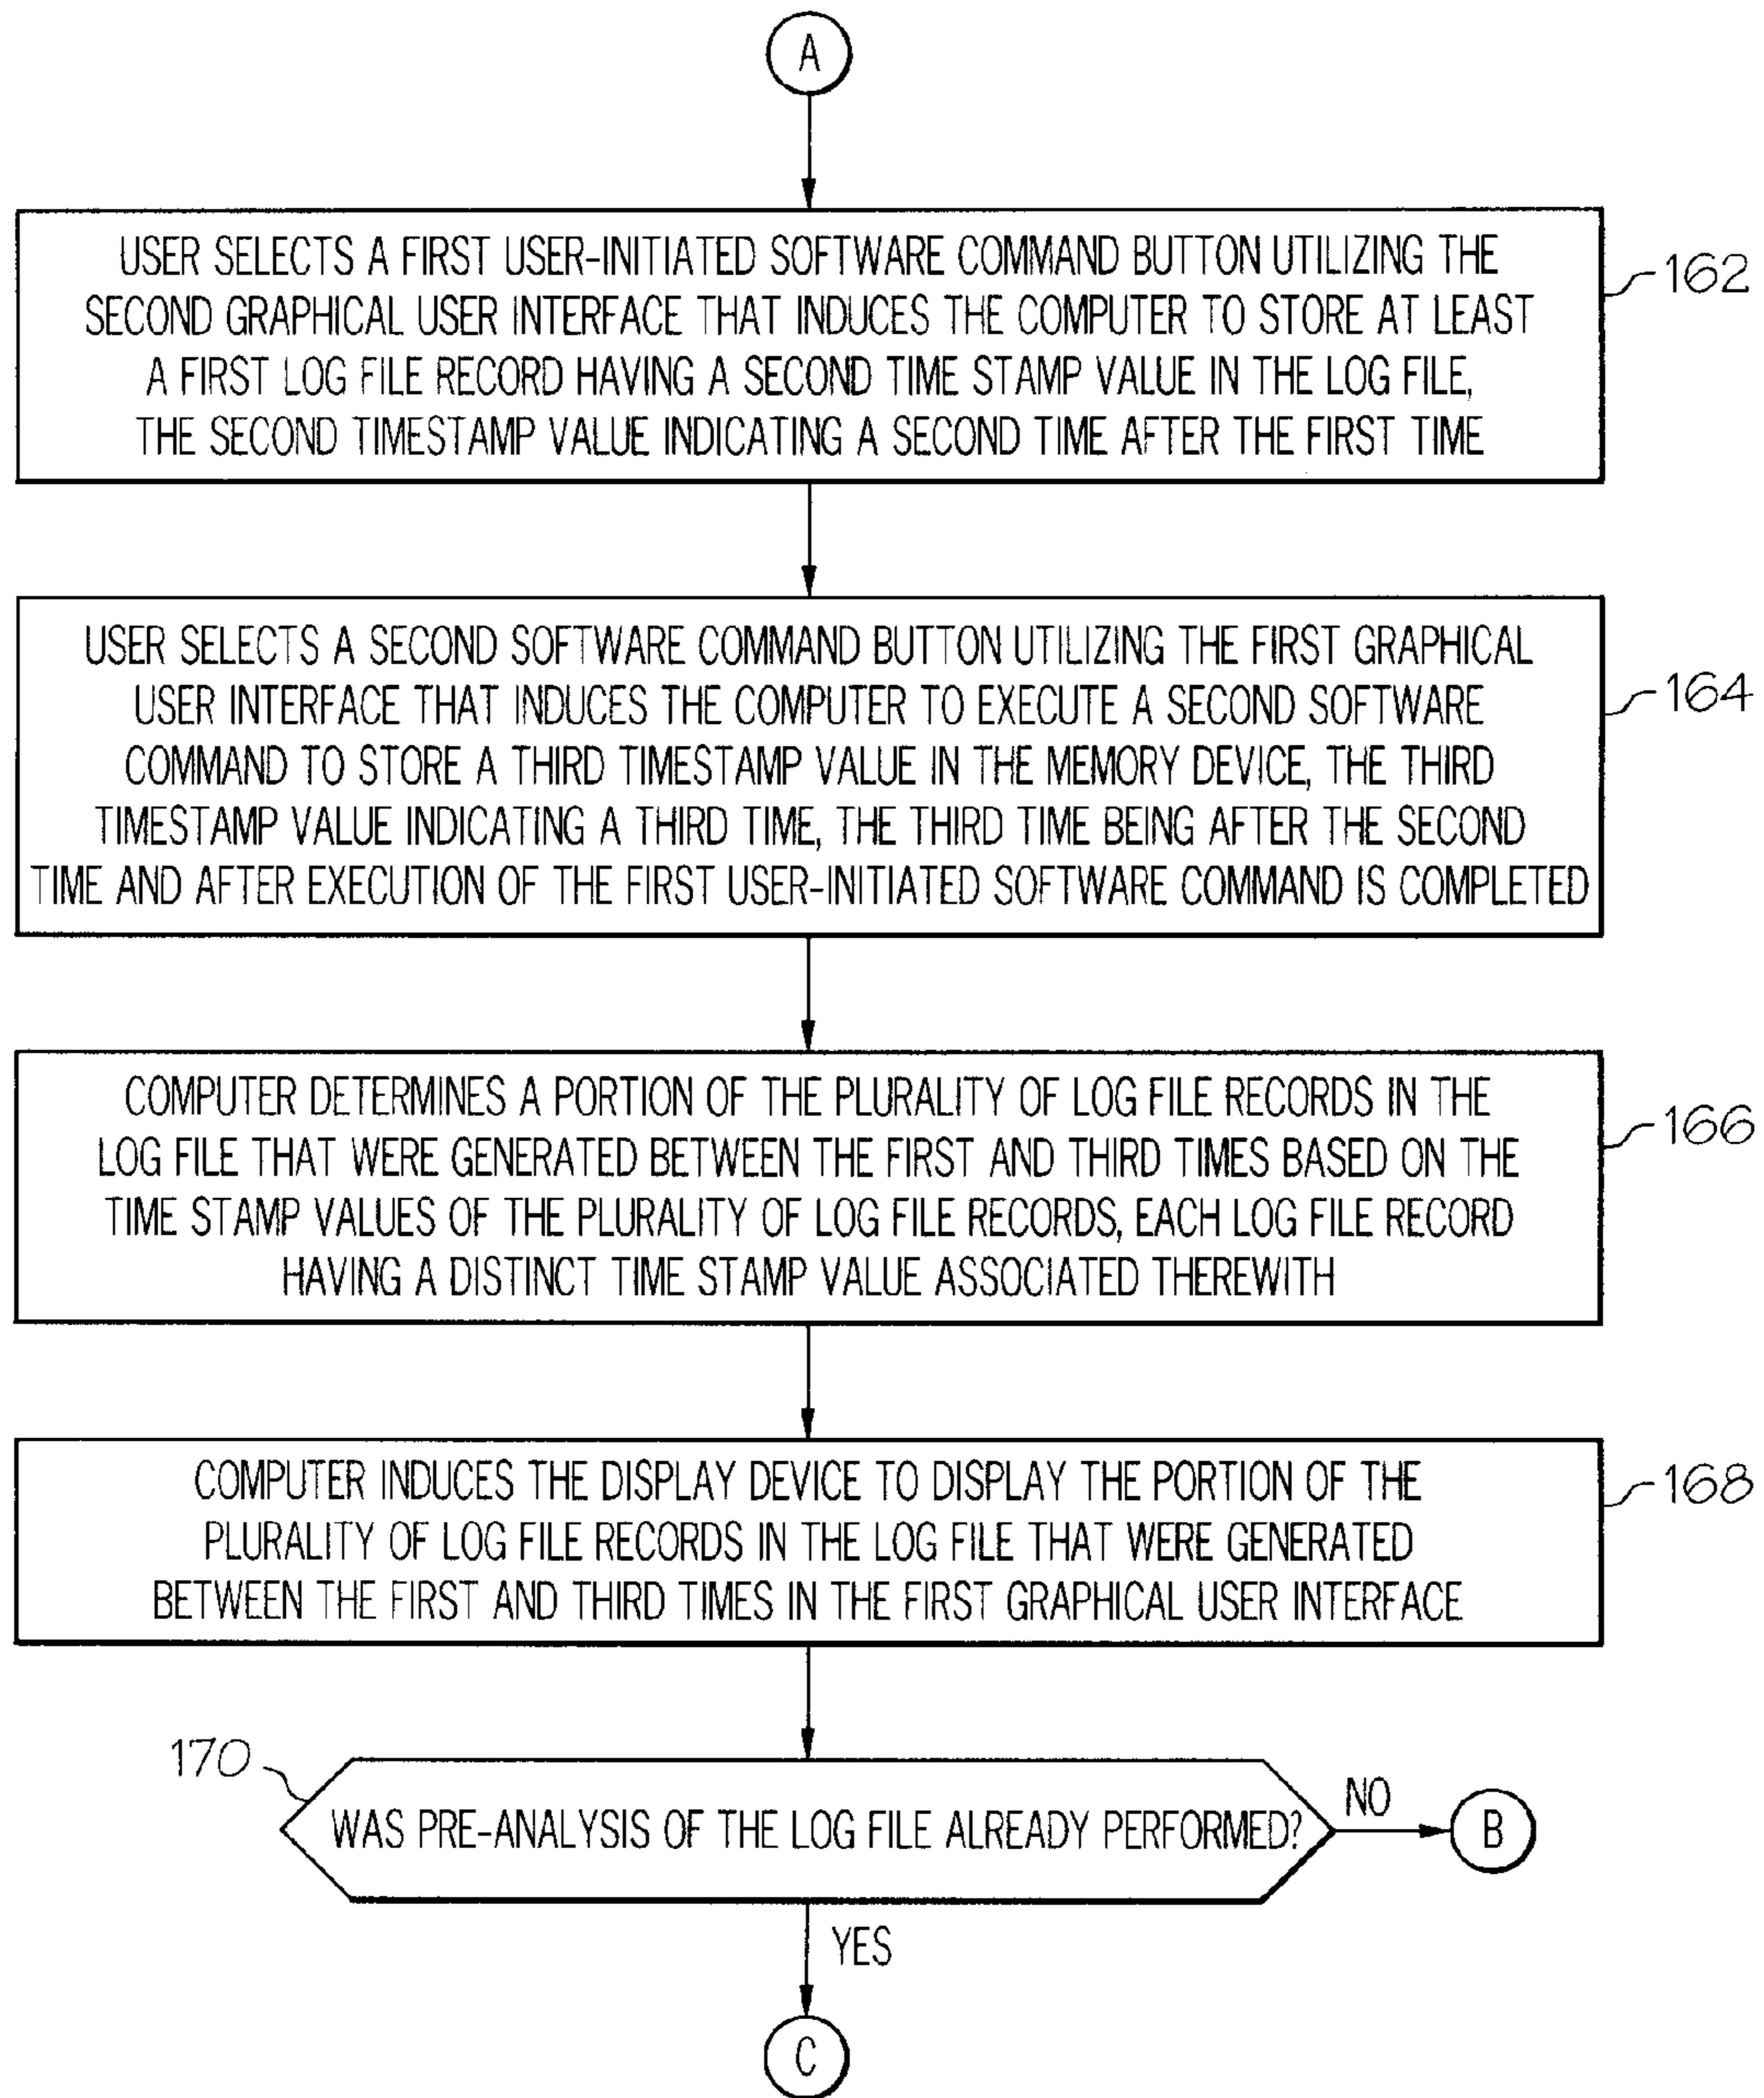 A
USER SELECTS A FIRST USER-INITIATED SOFTWARE COMMAND BUTTON UTILIZING THE
SECOND GRAPHICAL USER INTERFACE THAT INDUCES THE COMPUTER TO STORE AT LEAST
A FIRST LOG FILE RECORD HAVING A SECOND TIME STAMP VALUE IN THE LOG FILE,
THE SECOND TIMESTAMP VALUE INDICATING A SECOND TIME AFTER THE FIRST TIME
162
USER SELECTS A SECOND SOFTWARE COMMAND BUTTON UTILIZING THE FIRST GRAPHICAL
USER INTERFACE THAT INDUCES THE COMPUTER TO EXECUTE A SECOND SOFTWARE
COMMAND TO STORE A THIRD TIMESTAMP VALUE IN THE MEMORY DEVICE, THE THIRD
TIMESTAMP VALUE INDICATING A THIRD TIME, THE THIRD TIME BEING AFTER THE SECOND
TIME AND AFTER EXECUTION OF THE FIRST USER-INITIATED SOFTWARE COMMAND IS COMPLETED
164
COMPUTER DETERMINES A PORTION OF THE PLURALITY OF LOG FILE RECORDS IN THE
LOG FILE THAT WERE GENERATED BETWEEN THE FIRST AND THIRD TIMES BASED ON THE
TIME STAMP VALUES OF THE PLURALITY OF LOG FILE RECORDS, EACH LOG FILE RECORD
HAVING A DISTINCT TIME STAMP VALUE ASSOCIATED THEREWITH
166
COMPUTER INDUCES THE DISPLAY DEVICE TO DISPLAY THE PORTION OF THE
PLURALITY OF LOG FILE RECORDS IN THE LOG FILE THAT WERE GENERATED
BETWEEN THE FIRST AND THIRD TIMES IN THE FIRST GRAPHICAL USER INTERFACE
168
170
WAS PRE-ANALYSIS OF THE LOG FILE ALREADY PERFORMED?
NO
B
YES
C